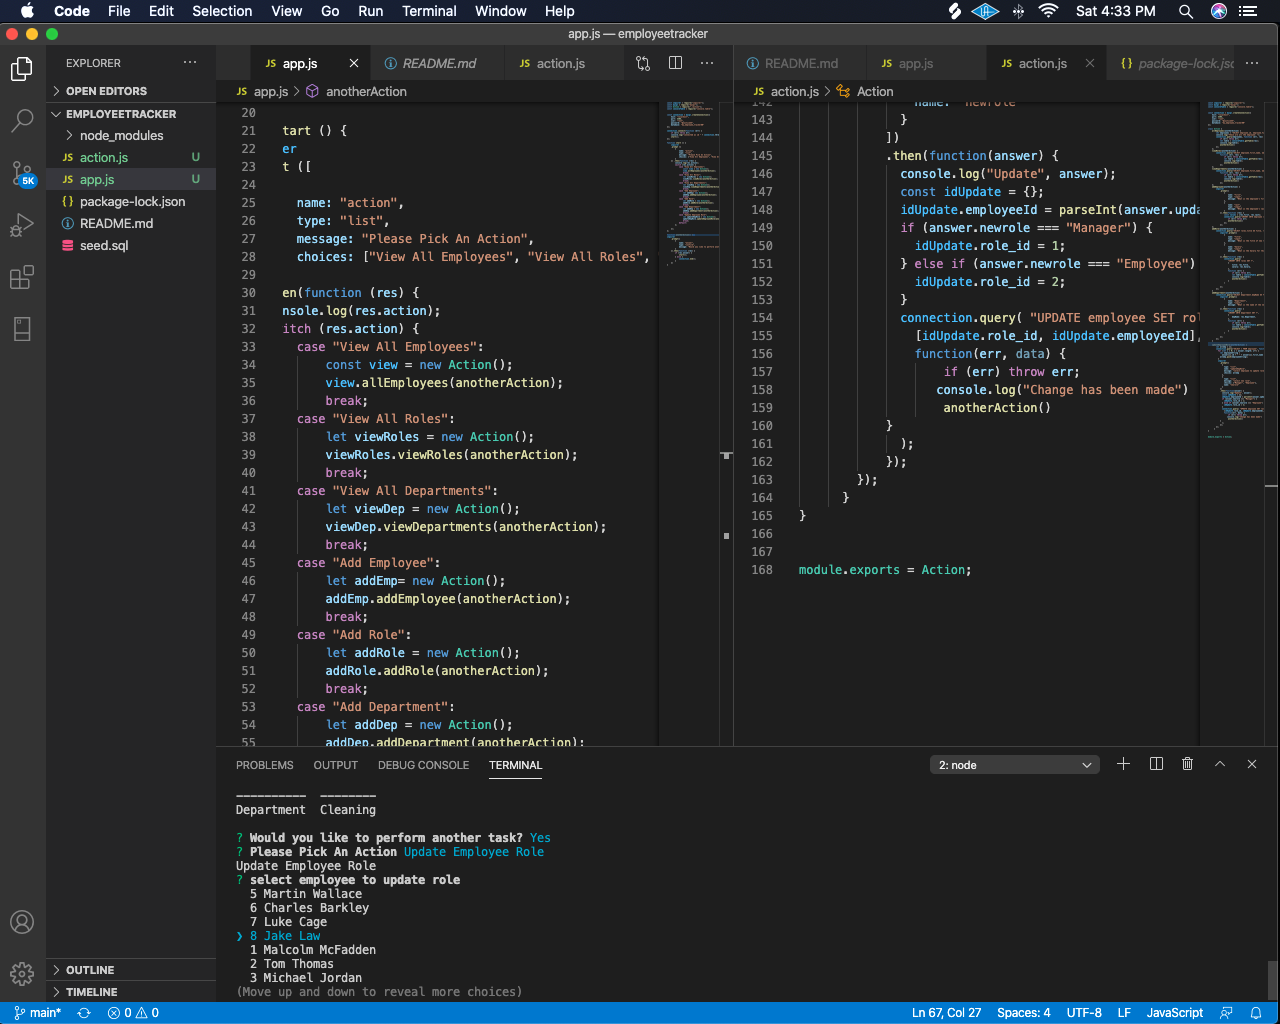 Code File Edit Selection View Go Run Terminal Window Help Sat 4:33 PM
app.js — employeetracker
EXPLORER
OPEN EDITORS
EMPLOYEETRACKER
node_modules
JS action.js U
JS app.js U
{} package-lock.json
README.md
seed.sql
5K
OUTLINE
TIMELINE
JS app.js
README.md
JS action.js
JS app.js > anotherAction
20
21 tart () {
22 er
23 t ([
24
25 name: "action",
26 type: "list",
27 message: "Please Pick An Action",
28 choices: ["View All Employees", "View All Roles",
29
30 en(function (res) {
31 nsole.log(res.action);
32 itch (res.action) {
33 case "View All Employees":
34 const view = new Action();
35 view.allEmployees(anotherAction);
36 break;
37 case "View All Roles":
38 let viewRoles = new Action();
39 viewRoles.viewRoles(anotherAction);
40 break;
41 case "View All Departments":
42 let viewDep = new Action();
43 viewDep.viewDepartments(anotherAction);
44 break;
45 case "Add Employee":
46 let addEmp= new Action();
47 addEmp.addEmployee(anotherAction);
48 break;
49 case "Add Role":
50 let addRole = new Action();
51 addRole.addRole(anotherAction);
52 break;
53 case "Add Department":
54 let addDep = new Action();
55 addDep.addDepartment(anotherAction);
README.md
JS app.js
JS action.js
{} package-lock.jso
JS action.js > Action
142 name: "newrole"
143 }
144 ])
145 .then(function(answer) {
146 console.log("Update", answer);
147 const idUpdate = {};
148 idUpdate.employeeId = parseInt(answer.upda
149 if (answer.newrole === "Manager") {
150 idUpdate.role_id = 1;
151 } else if (answer.newrole === "Employee")
152 idUpdate.role_id = 2;
153 }
154 connection.query( "UPDATE employee SET rol
155 [idUpdate.role_id, idUpdate.employeeId],
156 function(err, data) {
157 if (err) throw err;
158 console.log("Change has been made")
159 anotherAction()
160 }
161 );
162 });
163 });
164 }
165 }
166
167
168 module.exports = Action;
PROBLEMS OUTPUT DEBUG CONSOLE TERMINAL 2: node
---------- --------
Department Cleaning
? Would you like to perform another task? Yes
? Please Pick An Action Update Employee Role
Update Employee Role
? select employee to update role
5 Martin Wallace
6 Charles Barkley
7 Luke Cage
❯ 8 Jake Law
1 Malcolm McFadden
2 Tom Thomas
3 Michael Jordan
(Move up and down to reveal more choices)
main* 0 0 Ln 67, Col 27 Spaces: 4 UTF-8 LF JavaScript